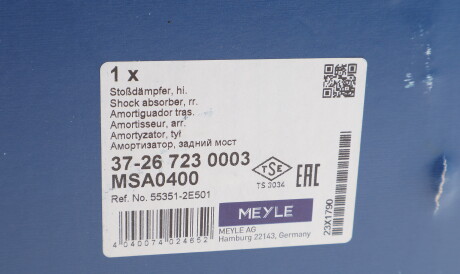 1 x
Stoßdämpfer, hi.
Shock absorber, rr.
Amortiguador tras.
Amortisseur, arr.
Amortyzator, tył
Амортизатор, задний мост
37-26 723 0003
MSA0400
Ref. No. 55351-2E501
TSE
TS 3034
EAC
MEYLE
MEYLE AG
Hamburg 22143, Germany
4 040074 024652
23X1790